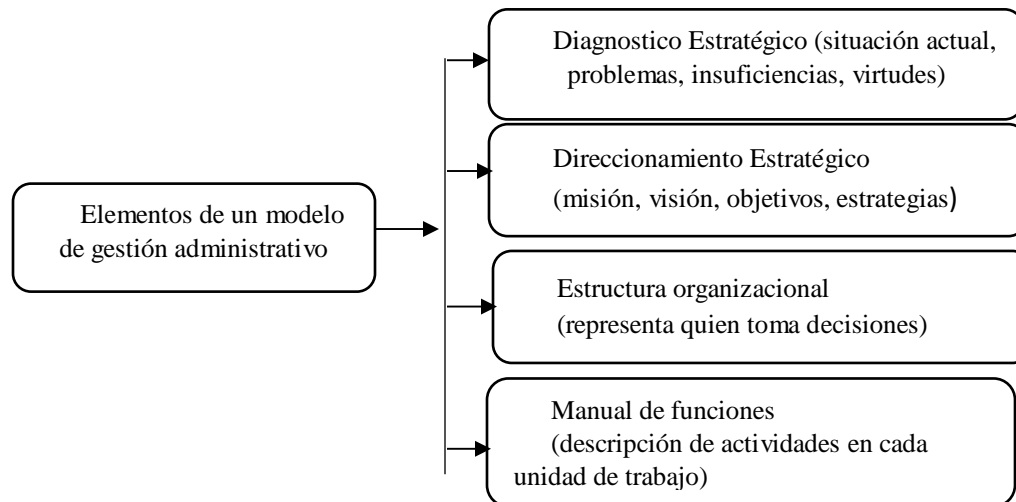 Diagnostico Estratégico (situación actual,
problemas, insuficiencias, virtudes)
Direccionamiento Estratégico
(misión, visión, objetivos, estrategias)
Elementos de un modelo
de gestión administrativo
Estructura organizacional
(representa quien toma decisiones)
Manual de funciones
(descripción de actividades en cada
unidad de trabajo)